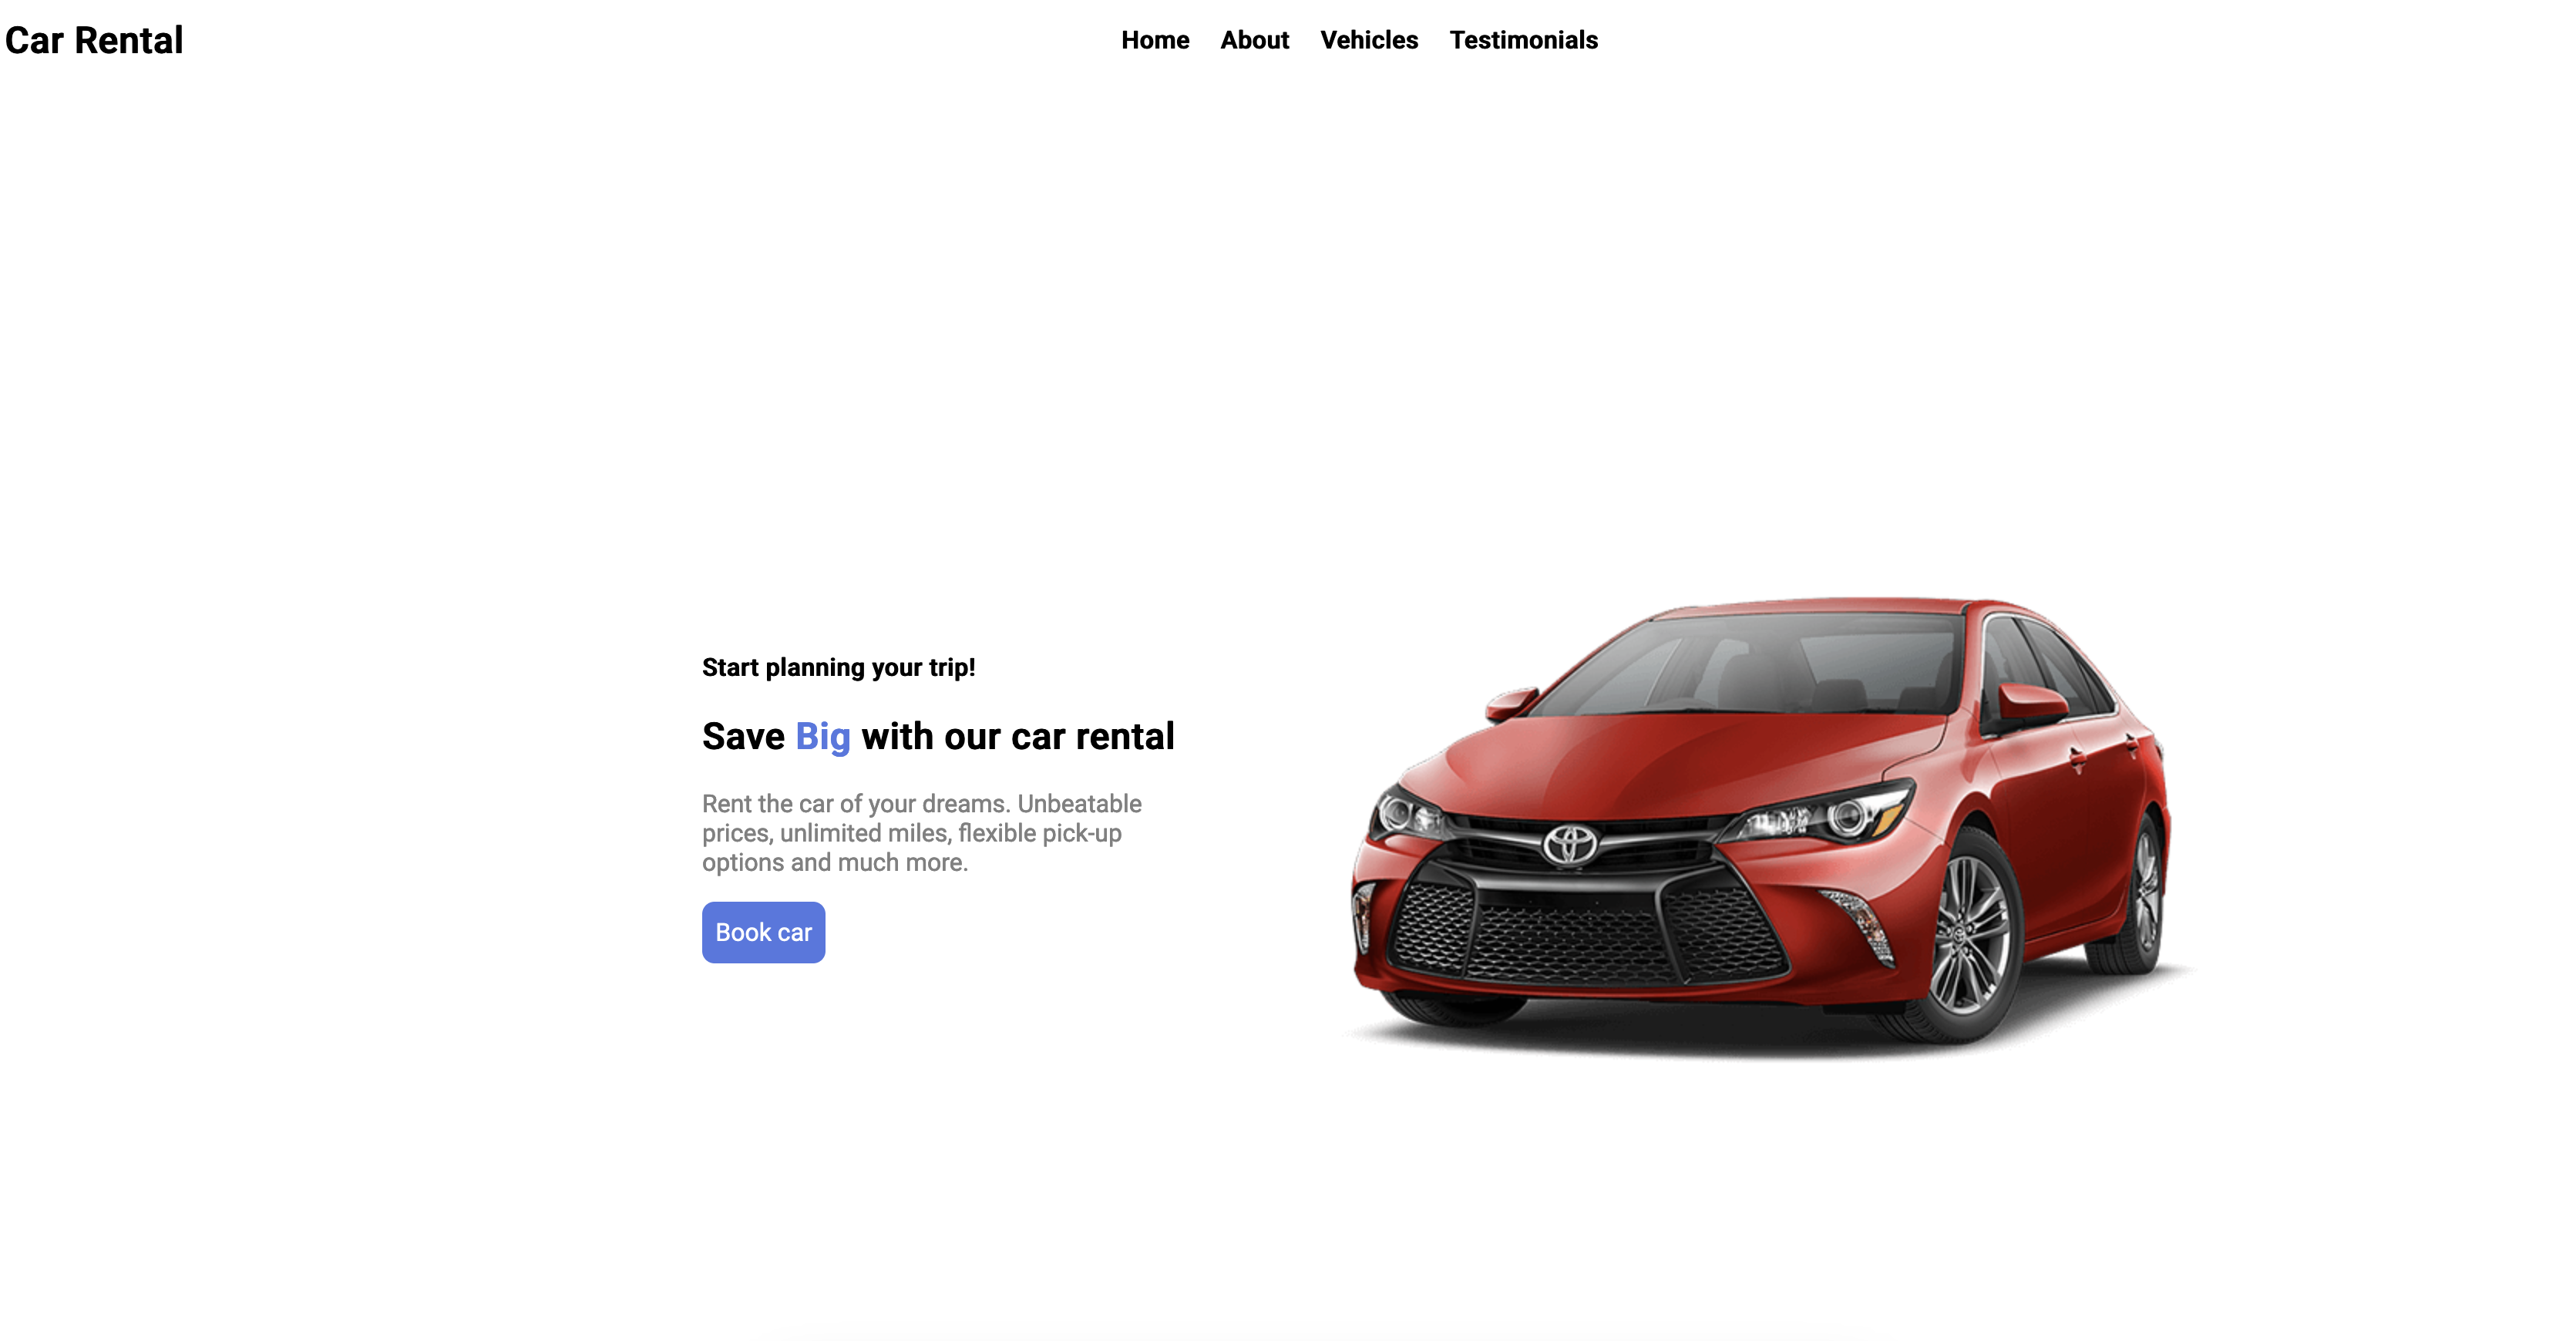 Car Rental
Home About Vehicles Testimonials
Start planning your trip!
Save Big with our car rental
Rent the car of your dreams. Unbeatable
prices, unlimited miles, flexible pick-up
options and much more.
Book car